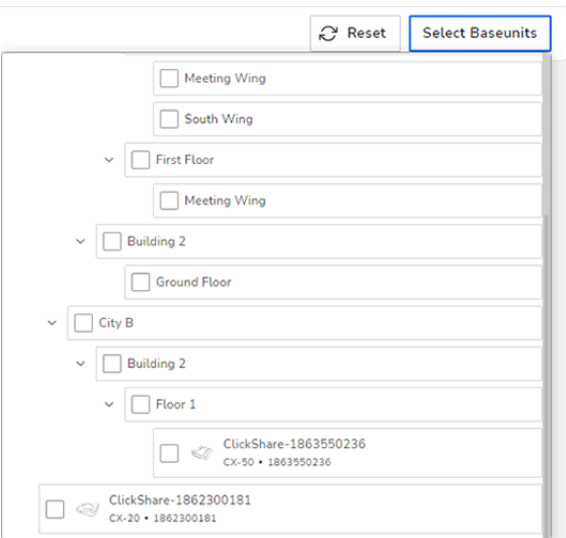 Reset
Select Baseunits
Meeting Wing
South Wing
First Floor
Meeting Wing
Building 2
Ground Floor
City B
Building 2
Floor 1
ClickShare-1863550236
CX-50 • 1863550236
ClickShare-1862300181
CX-20 • 1862300181